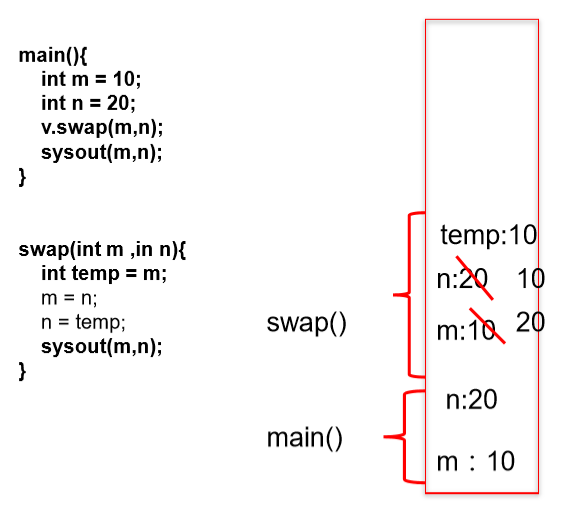 main(){
int m = 10;
int n = 20;
v.swap(m,n);
sysout(m,n);
}
swap(int m ,in n){
int temp = m;
m = n;
n = temp;
sysout(m,n);
}
swap()
main()
temp:10
n:20 10
m:10 20
n:20
m : 10